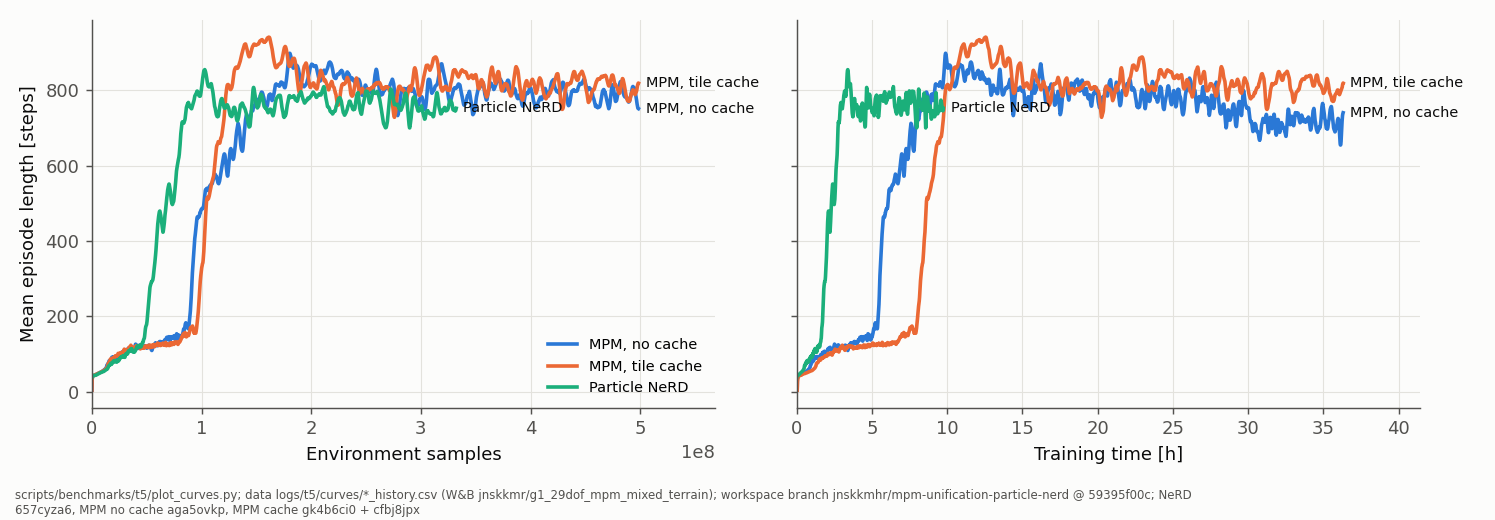 Mean episode length [steps]
800
600
400
200
0
MPM, tile cache
MPM, no cache
Particle NeRD
MPM, no cache
MPM, tile cache
Particle NeRD
0 1 2 3 4 5
1e8
Environment samples
MPM, tile cache
MPM, no cache
Particle NeRD
0 5 10 15 20 25 30 35 40
Training time [h]
scripts/benchmarks/t5/plot_curves.py; data logs/t5/curves/*_history.csv (W&B jnskkmr/g1_29dof_mpm_mixed_terrain); workspace branch jnskkmhr/mpm-unification-particle-nerd @ 59395f00c; NeRD
657cyza6, MPM no cache aga5ovkp, MPM cache gk4b6ci0 + cfbj8jpx